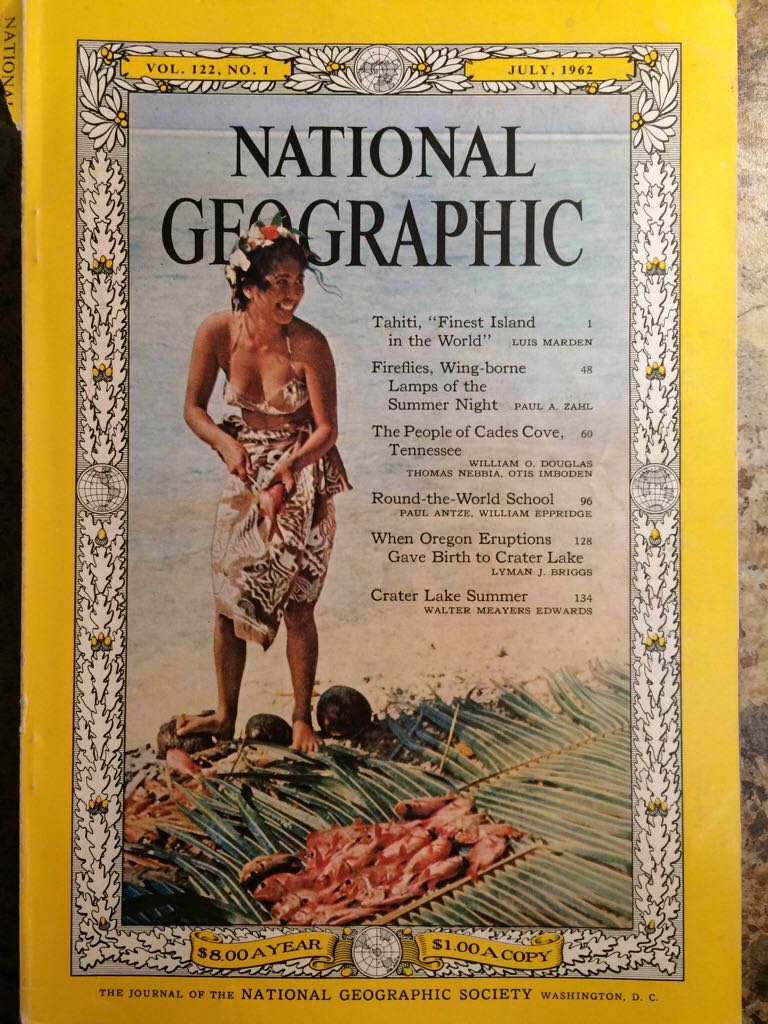 NATIONAL
VOL. 122, NO. 1
JULY, 1962
NATIONAL
GEOGRAPHIC
Tahiti, “Finest Island 1
in the World” LUIS MARDEN
Fireflies, Wing-borne 48
Lamps of the
Summer Night PAUL A. ZAHL
The People of Cades Cove, 60
Tennessee
WILLIAM O. DOUGLAS
THOMAS NEBBIA, OTIS IMBODEN
Round-the-World School 96
PAUL ANTZE, WILLIAM EPPRIDGE
When Oregon Eruptions 128
Gave Birth to Crater Lake
LYMAN J. BRIGGS
Crater Lake Summer 134
WALTER MEAYERS EDWARDS
$8.00 A YEAR
$1.00 A COPY
THE JOURNAL OF THE NATIONAL GEOGRAPHIC SOCIETY WASHINGTON, D. C.